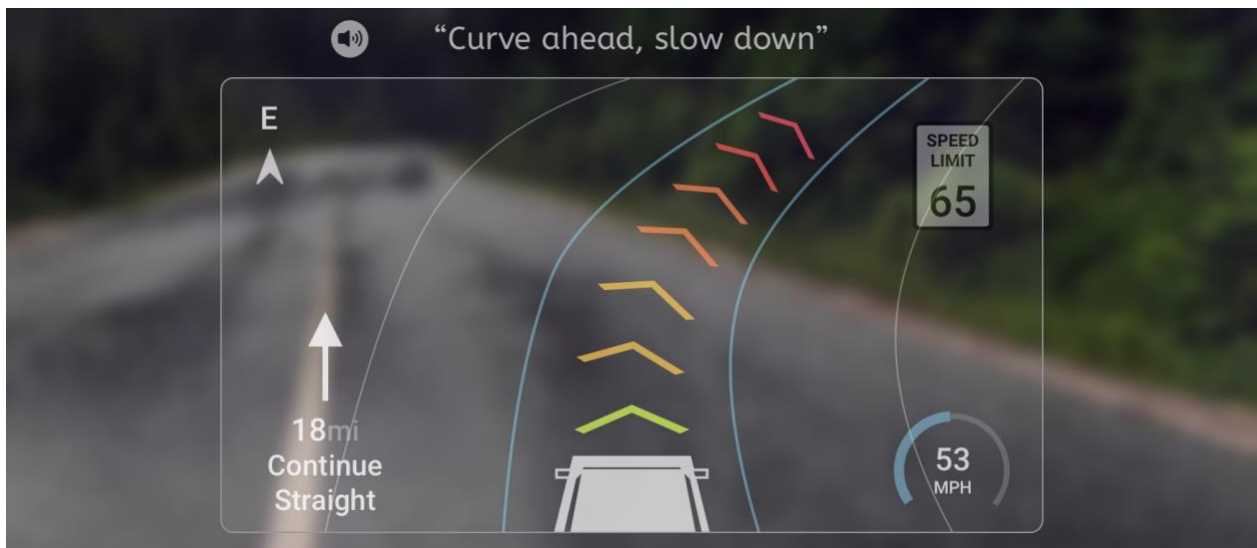 “Curve ahead, slow down”
E
SPEED
LIMIT
65
18mi
Continue
Straight
53
MPH